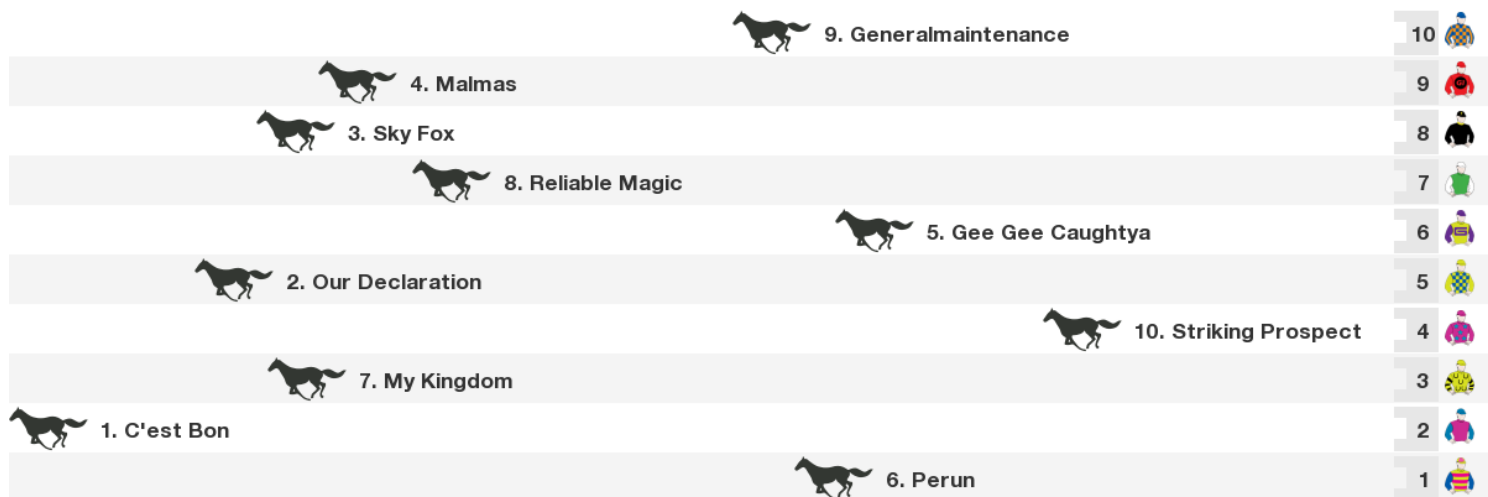 9. Generalmaintenance 10
4. Malmas 9
3. Sky Fox 8
8. Reliable Magic 7
5. Gee Gee Caughtya 6
2. Our Declaration 5
10. Striking Prospect 4
7. My Kingdom 3
1. C'est Bon 2
6. Perun 1